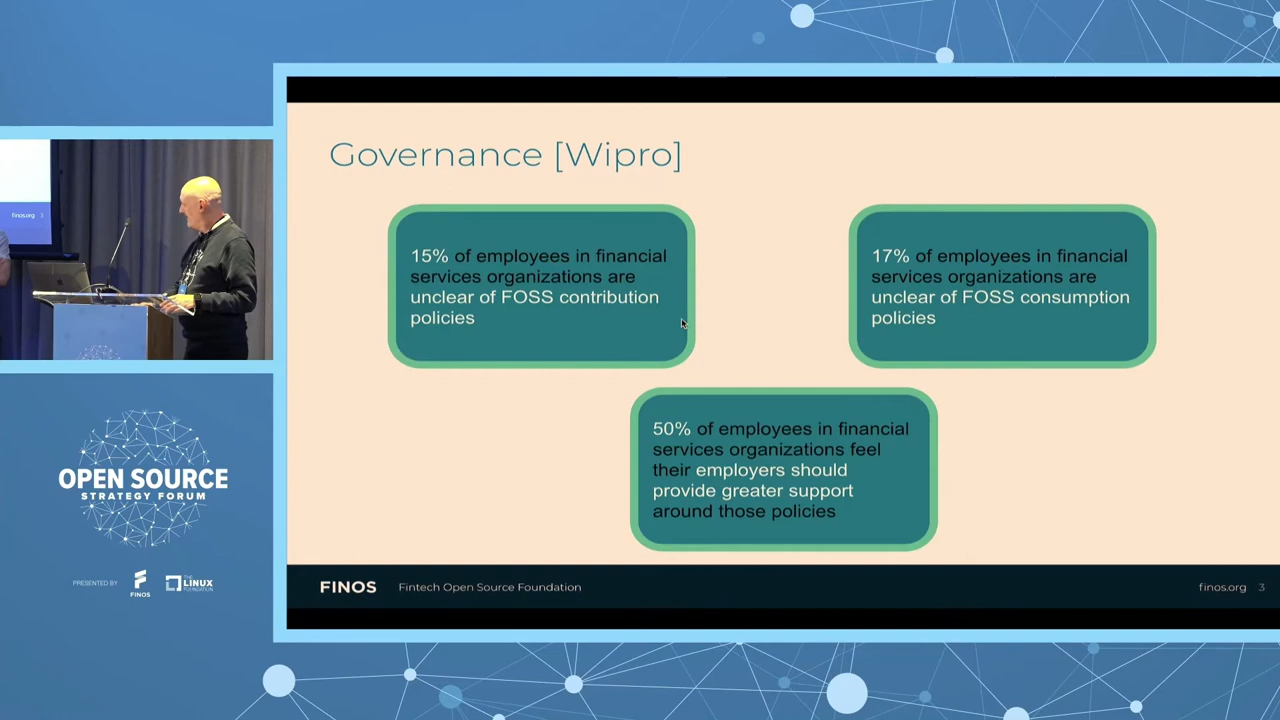 Governance [Wipro]
15% of employees in financial
services organizations are
unclear of FOSS contribution
policies
17% of employees in financial
services organizations are
unclear of FOSS consumption
policies
50% of employees in financial
services organizations feel
their employers should
provide greater support
around those policies
FINOS Fintech Open Source Foundation
finos.org 3
finos.org 3
OPEN SOURCE
STRATEGY FORUM
PRESENTED BY
FINOS
THE
LINUX
FOUNDATION